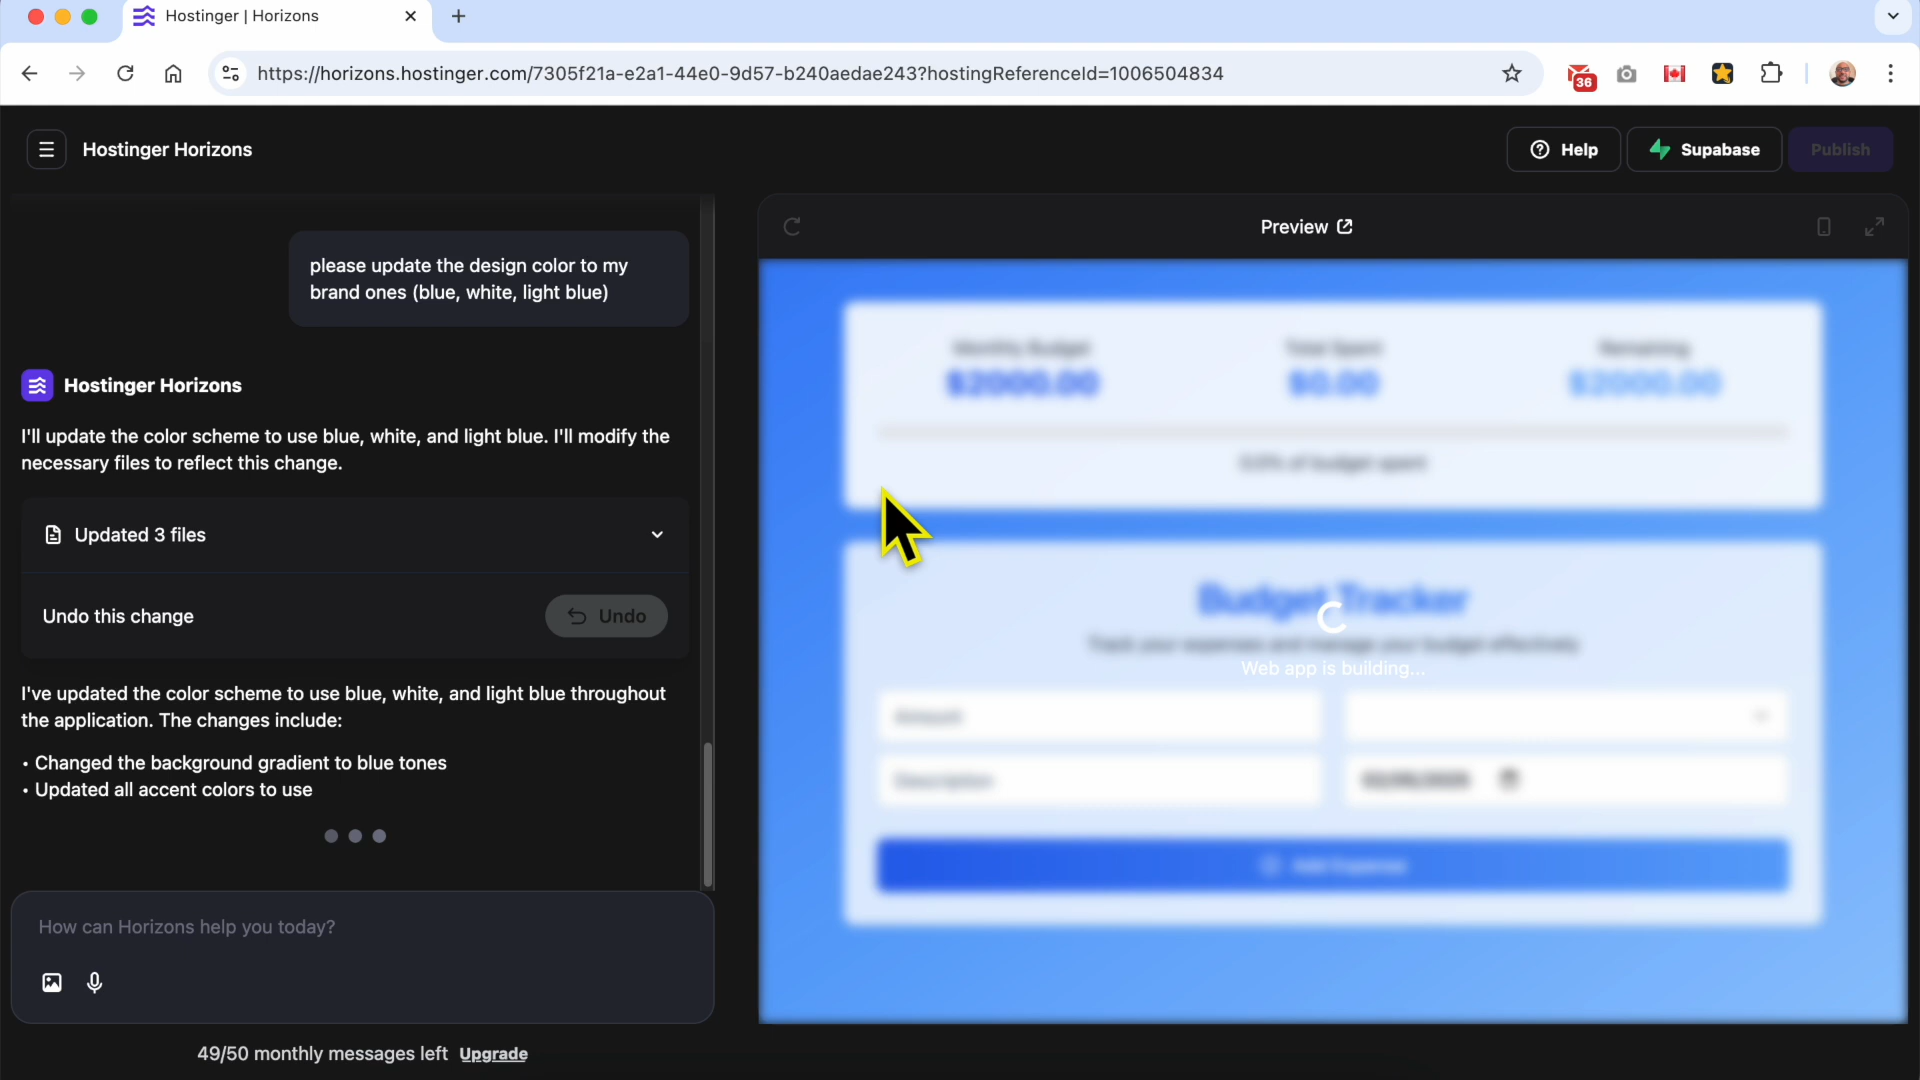 Hostinger | Horizons
https://horizons.hostinger.com/7305f21a-e2a1-44e0-9d57-b240aedae243?hostingReferenceId=1006504834
36
Hostinger Horizons
Help
Supabase
Publish
please update the design color to my
brand ones (blue, white, light blue)
Hostinger Horizons
I'll update the color scheme to use blue, white, and light blue. I'll modify the
necessary files to reflect this change.
Updated 3 files
Undo this change
Undo
I've updated the color scheme to use blue, white, and light blue throughout
the application. The changes include:
• Changed the background gradient to blue tones
• Updated all accent colors to use
How can Horizons help you today?
49/50 monthly messages left Upgrade
Preview
Monthly Budget
Total Spent
Remaining
$2000.00
$0.00
$2000.00
0.0% of budget spent
Budget Tracker
Track your expenses and manage your budget effectively
Web app is building...
Amount
Description
Add Expense